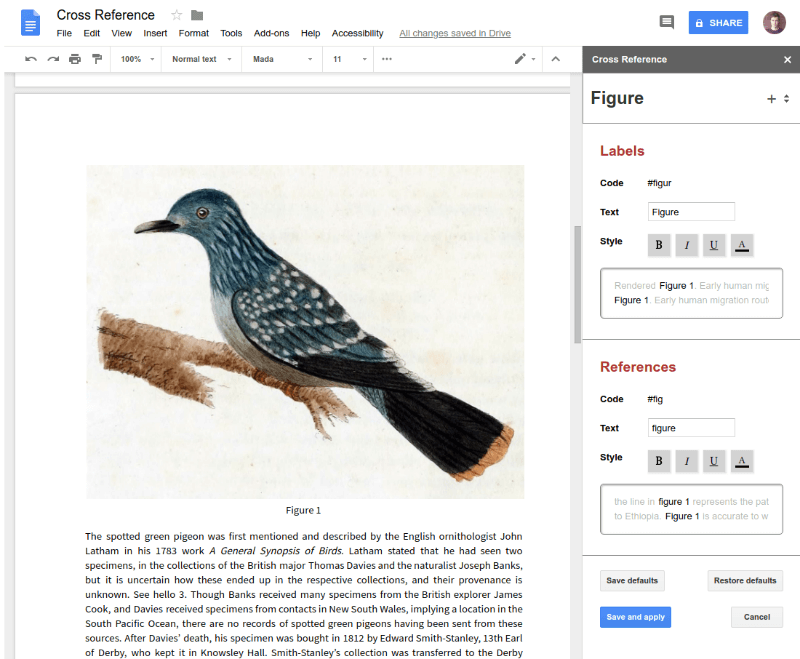 Cross Reference
File Edit View Insert Format Tools Add-ons Help Accessibility All changes saved in Drive
SHARE
100% Normal text Mada 11
Cross Reference
Figure
Labels
Code #figur
Text Figure
Style B I U A
Rendered Figure 1. Early human mig
Figure 1. Early human migration rout
References
Code #fig
Text figure
Style B I U A
the line in figure 1 represents the pat
to Ethiopia. Figure 1 is accurate to w
Save defaults Restore defaults
Save and apply Cancel
Figure 1
The spotted green pigeon was first mentioned and described by the English ornithologist John
Latham in his 1783 work A General Synopsis of Birds. Latham stated that he had seen two
specimens, in the collections of the British major Thomas Davies and the naturalist Joseph Banks,
but it is uncertain how these ended up in the respective collections, and their provenance is
unknown. See hello 3. Though Banks received many specimens from the British explorer James
Cook, and Davies received specimens from contacts in New South Wales, implying a location in the
South Pacific Ocean, there are no records of spotted green pigeons having been sent from these
sources. After Davies' death, his specimen was bought in 1812 by Edward Smith-Stanley, 13th Earl
of Derby, who kept it in Knowsley Hall. Smith-Stanley's collection was transferred to the Derby